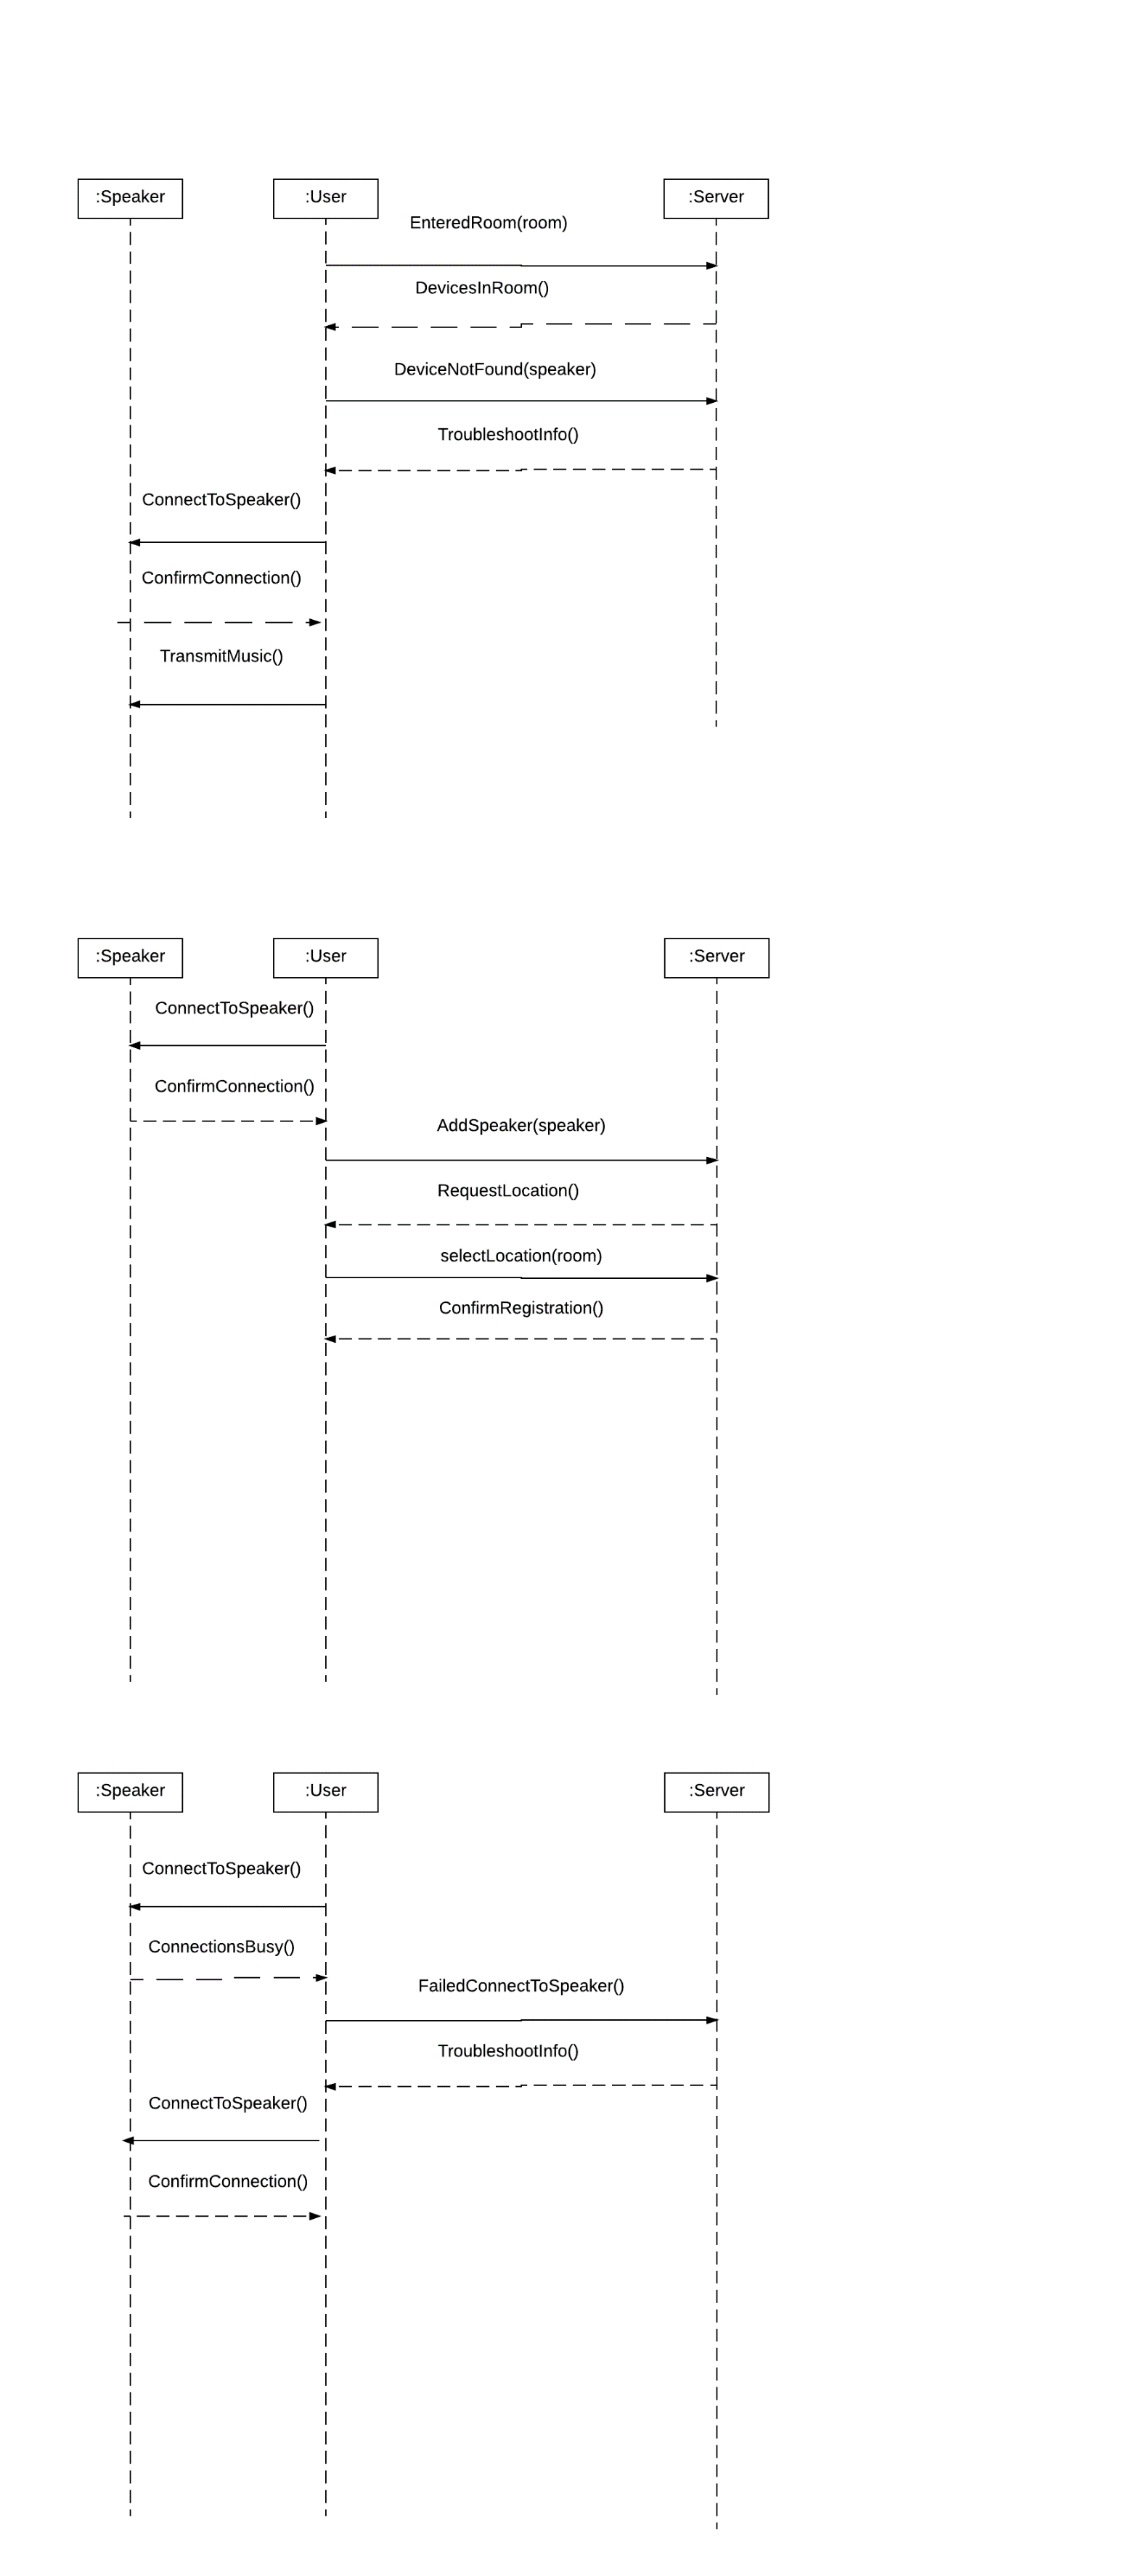 :Speaker
:User
:Server
EnteredRoom(room)
DevicesInRoom()
DeviceNotFound(speaker)
TroubleshootInfo()
ConnectToSpeaker()
ConfirmConnection()
TransmitMusic()
:Speaker
:User
:Server
ConnectToSpeaker()
ConfirmConnection()
AddSpeaker(speaker)
RequestLocation()
selectLocation(room)
ConfirmRegistration()
:Speaker
:User
:Server
ConnectToSpeaker()
ConnectionsBusy()
FailedConnectToSpeaker()
TroubleshootInfo()
ConnectToSpeaker()
ConfirmConnection()